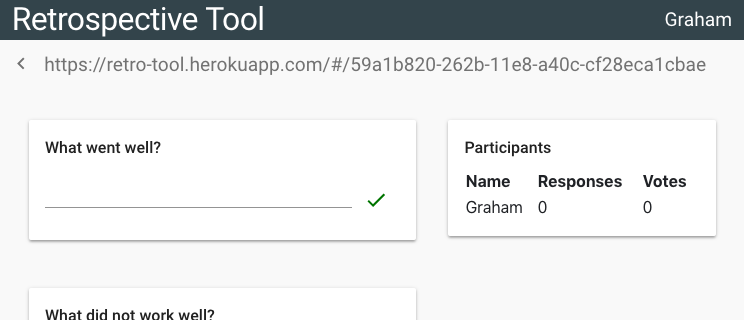 Retrospective Tool
Graham
https://retro-tool.herokuapp.com/#/59a1b820-262b-11e8-a40c-cf28eca1cbae
What went well?
Participants
Name Responses Votes
Graham 0 0
What did not work well?